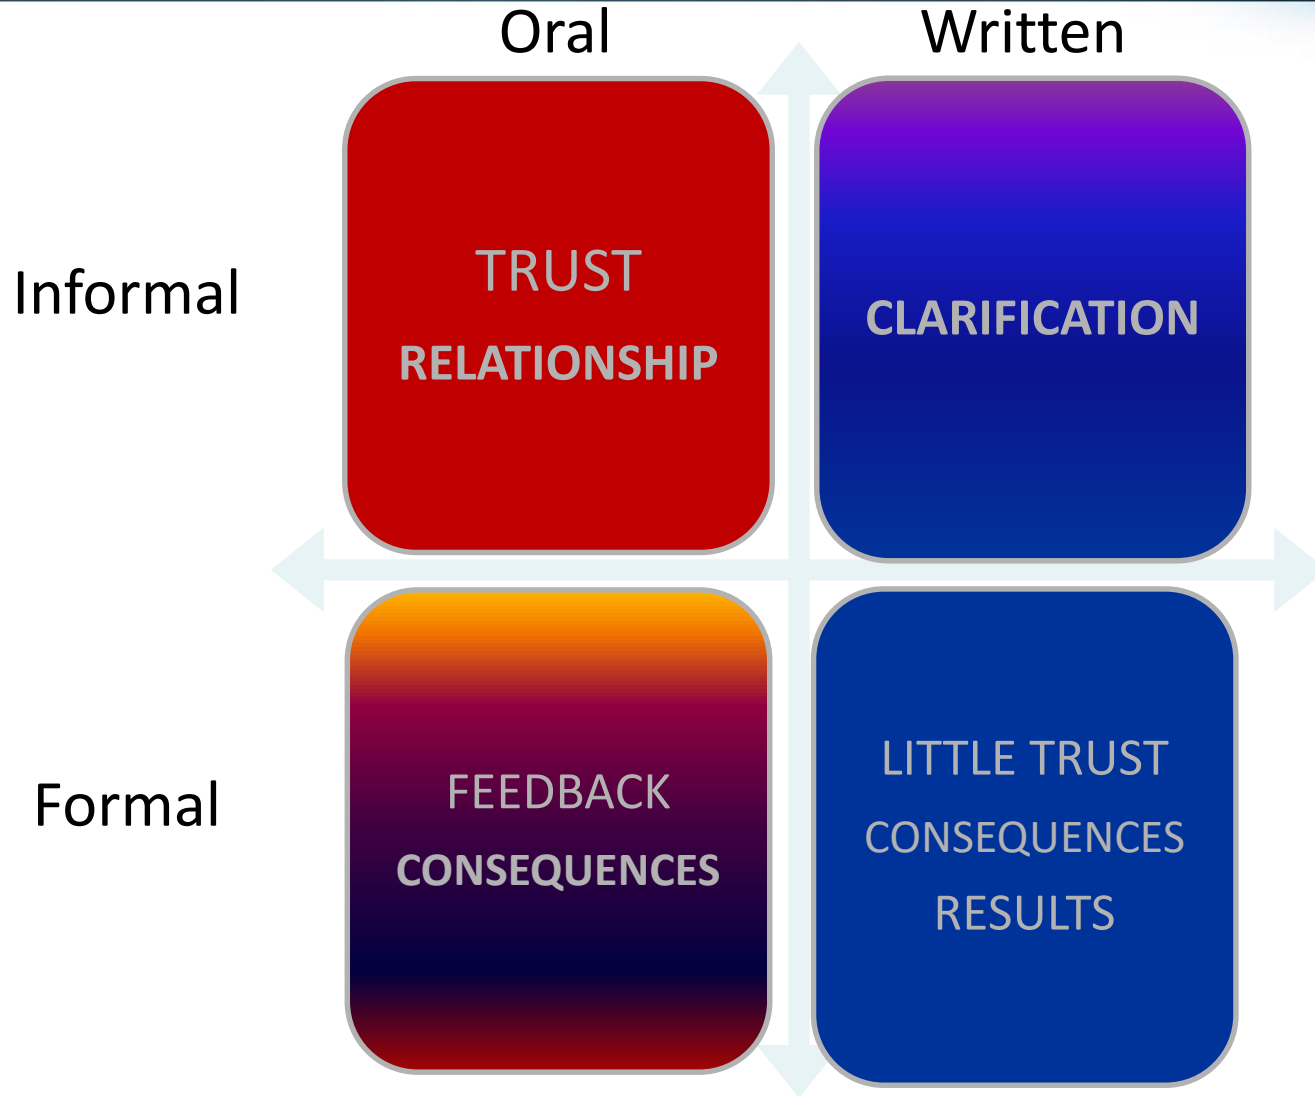 Oral
Written
Informal
TRUST
RELATIONSHIP
CLARIFICATION
Formal
FEEDBACK
CONSEQUENCES
LITTLE TRUST
CONSEQUENCES
RESULTS